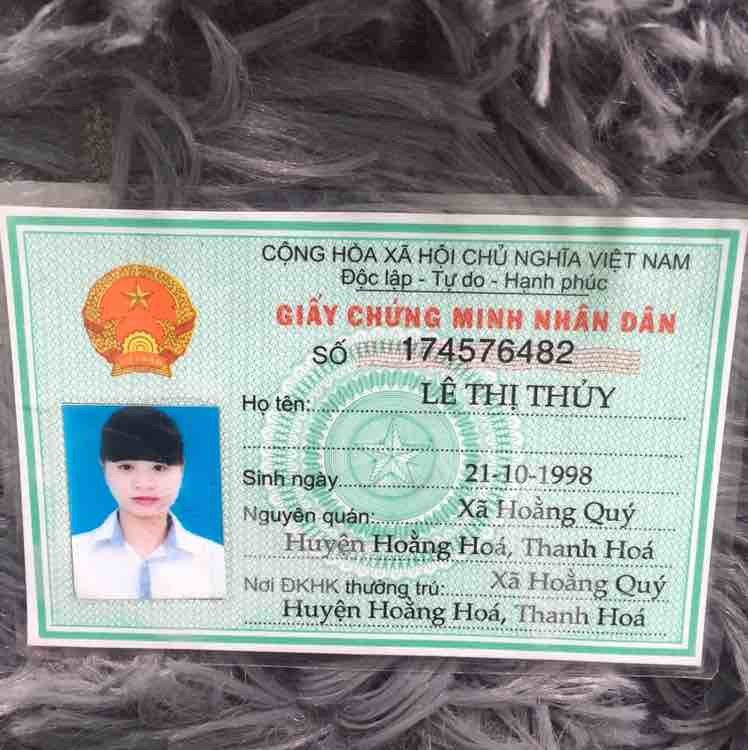 CỘNG HÒA XÃ HỘI CHỦ NGHĨA VIỆT NAM
Độc lập - Tự do - Hạnh phúc
GIẤY CHỨNG MINH NHÂN DÂN
SỐ 174576482
Họ tên: LÊ THỊ THỦY
Sinh ngày 21-10-1998
Nguyên quán: Xã Hoằng Quý
Huyện Hoằng Hoá, Thanh Hoá
Nơi ĐKHK thường trú: Xã Hoằng Quý
Huyện Hoằng Hoá, Thanh Hoá